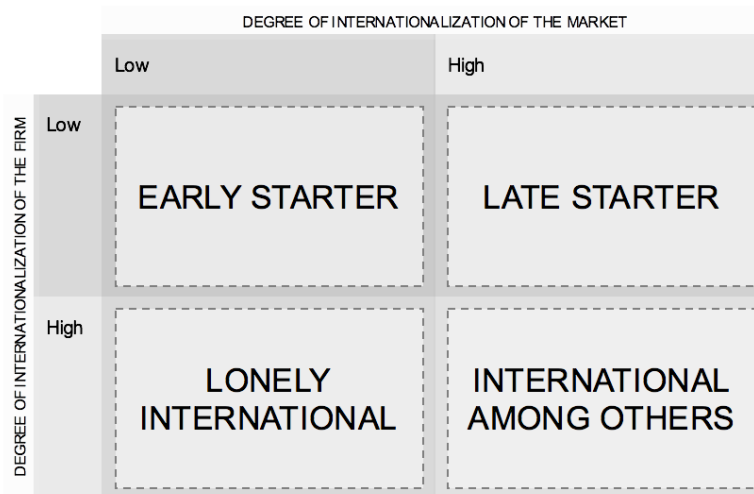 DEGREE OF INTERNATIONALIZATION OF THE MARKET
Low
High
DEGREE OF INTERNATIONALIZATION OF THE FIRM
Low
EARLY STARTER
LATE STARTER
High
LONELY
INTERNATIONAL
INTERNATIONAL
AMONG OTHERS